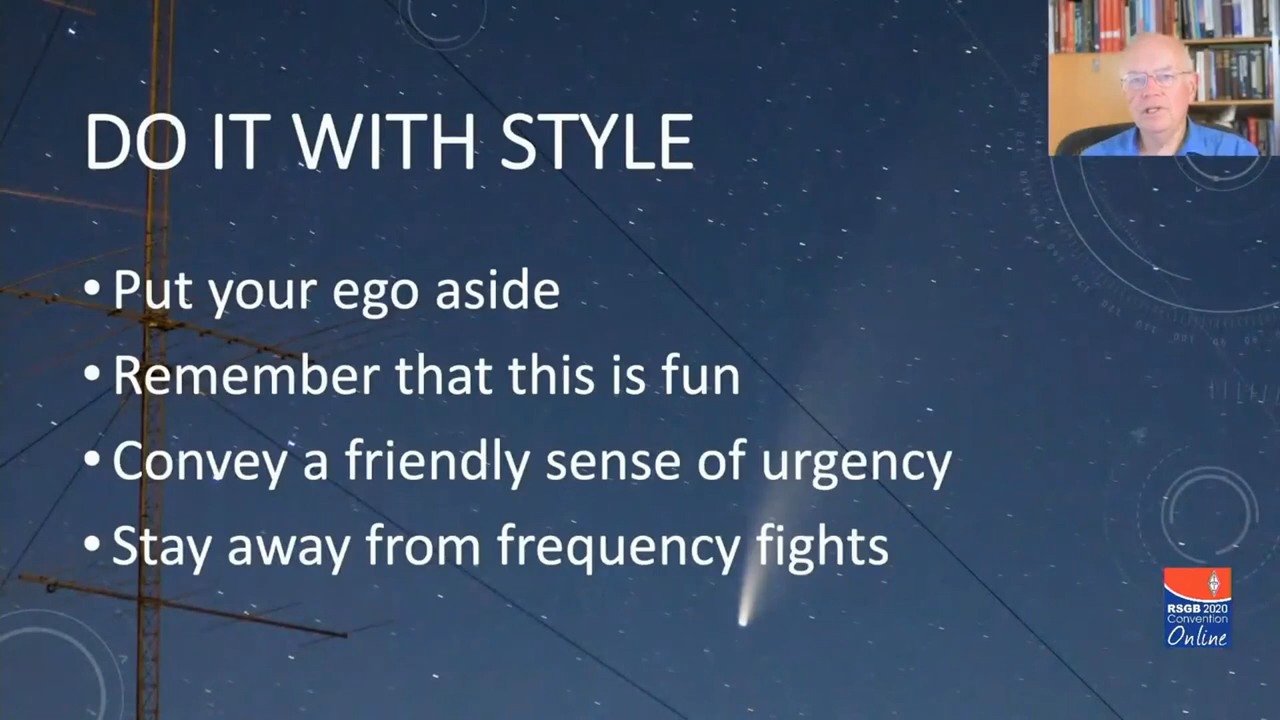 DO IT WITH STYLE
• Put your ego aside
• Remember that this is fun
• Convey a friendly sense of urgency
• Stay away from frequency fights
RSGB 2020
Convention
Online